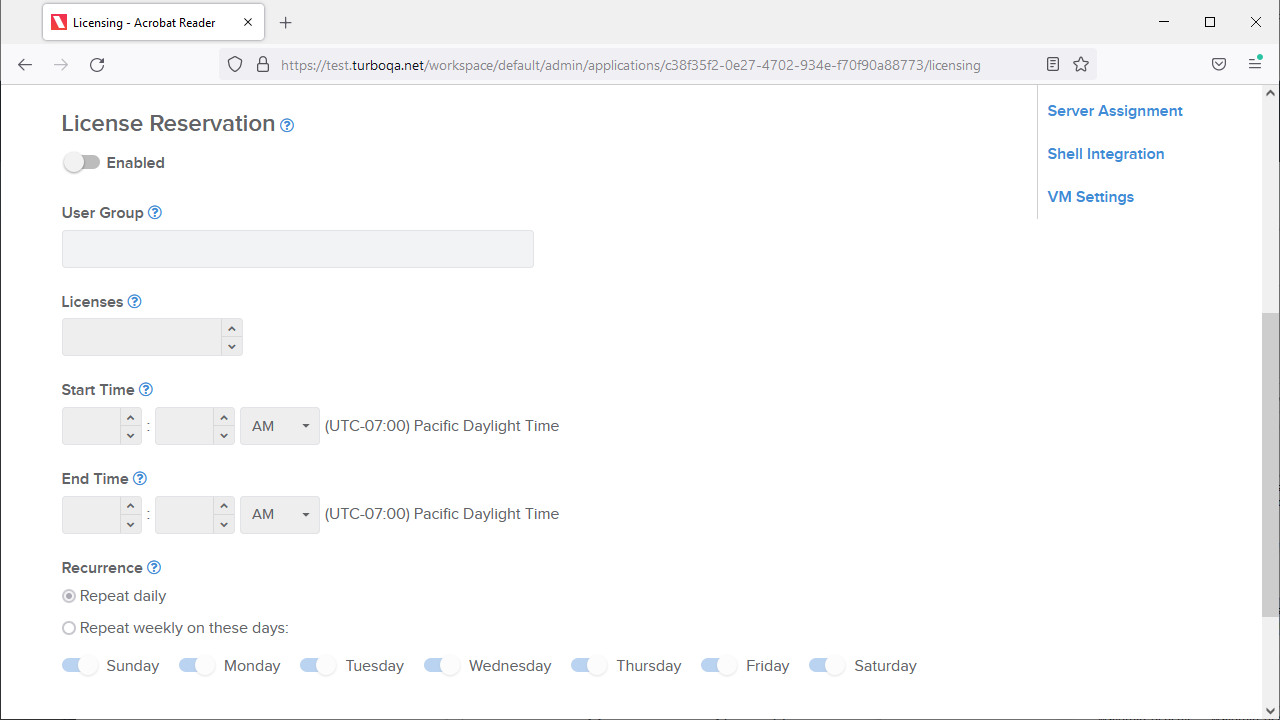 Licensing - Acrobat Reader
https://test.turboqa.net/workspace/default/admin/applications/c38f35f2-0e27-4702-934e-f70f90a88773/licensing
License Reservation
Enabled
User Group
Licenses
Start Time
: AM (UTC-07:00) Pacific Daylight Time
End Time
: AM (UTC-07:00) Pacific Daylight Time
Recurrence
Repeat daily
Repeat weekly on these days:
Sunday Monday Tuesday Wednesday Thursday Friday Saturday
Server Assignment
Shell Integration
VM Settings